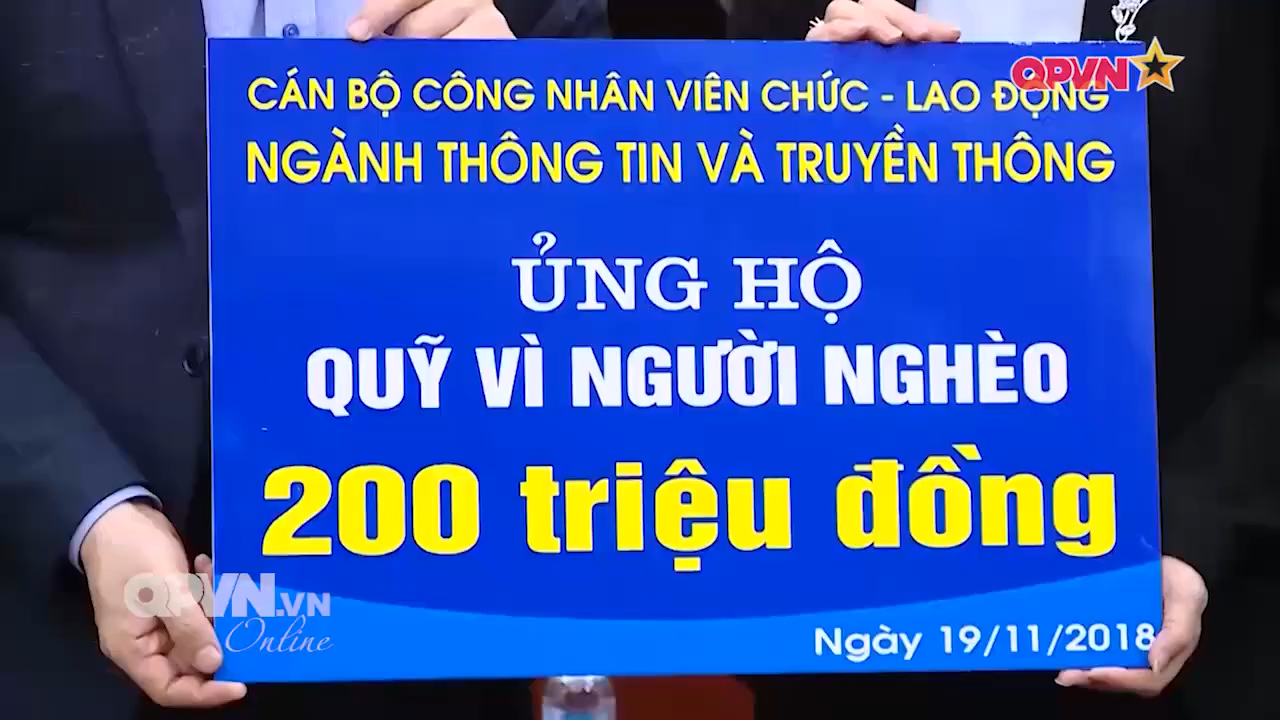 QPVN
CÁN BỘ CÔNG NHÂN VIÊN CHỨC - LAO ĐỘNG
NGÀNH THÔNG TIN VÀ TRUYỀN THÔNG
ỦNG HỘ
QUỸ VÌ NGƯỜI NGHÈO
200 triệu đồng
QPVN.VN
Online
Ngày 19/11/2018